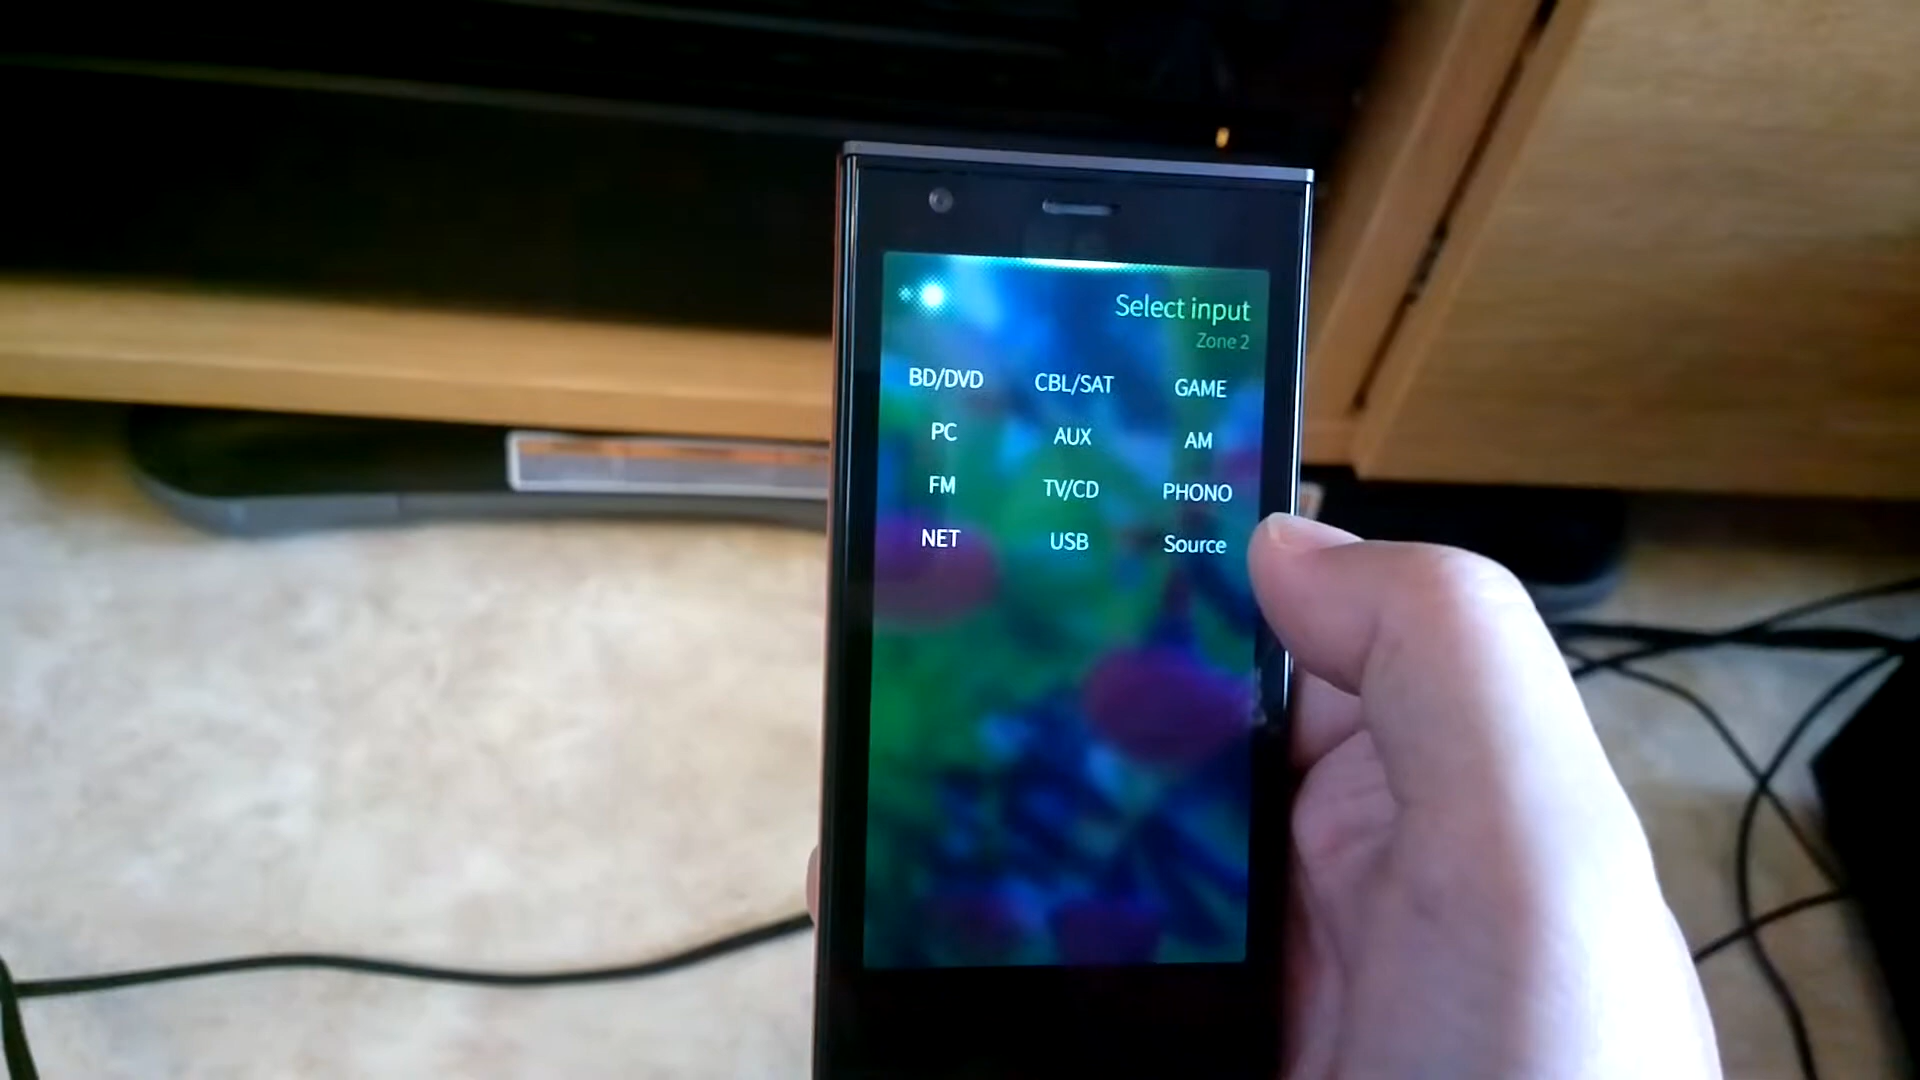 Select input
Zone 2
BD/DVD CBL/SAT GAME
PC AUX AM
FM TV/CD PHONO
NET USB Source